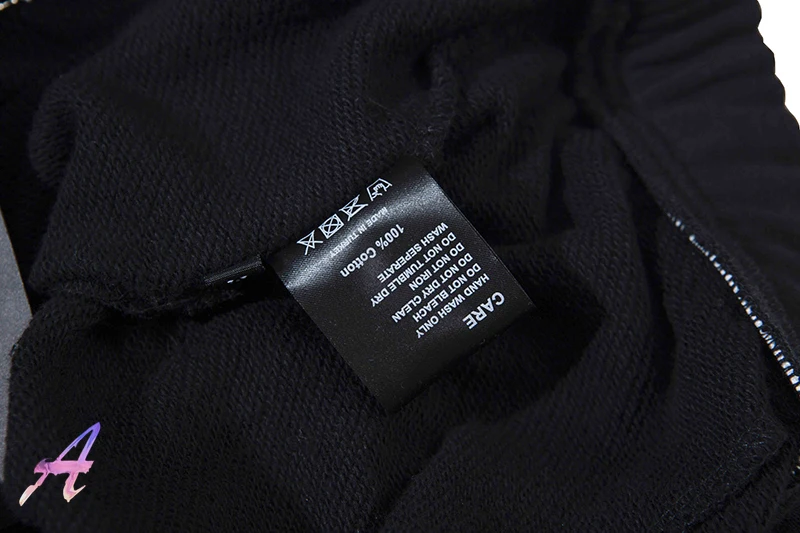 CARE
HAND WASH ONLY
DO NOT BLEACH
DO NOT DRY CLEAN
DO NOT IRON
DO NOT TUMBLE DRY
WASH SEPERATE
100% Cotton
MADE IN TURKEY
A